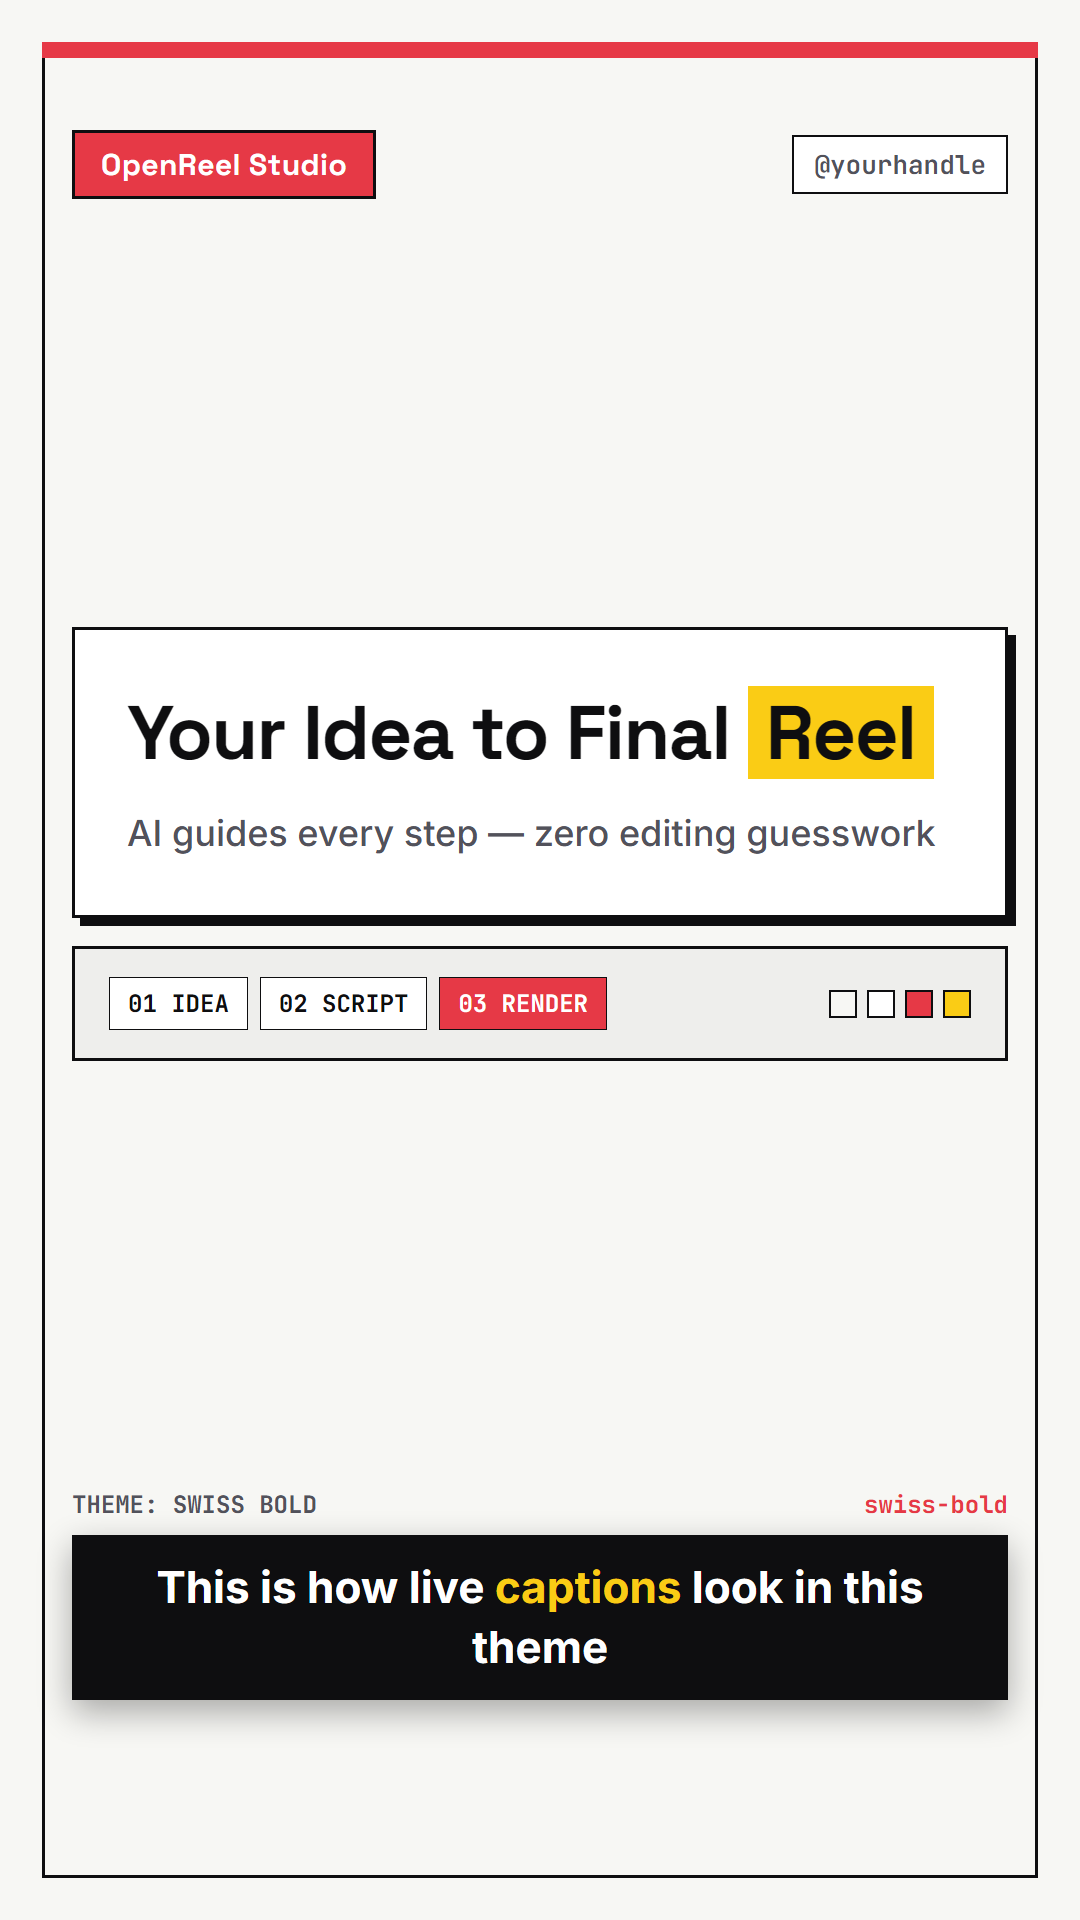 OpenReel Studio
@yourhandle
Your Idea to Final Reel
AI guides every step — zero editing guesswork
01 IDEA
02 SCRIPT
03 RENDER
THEME: SWISS BOLD
swiss-bold
This is how live captions look in this
theme